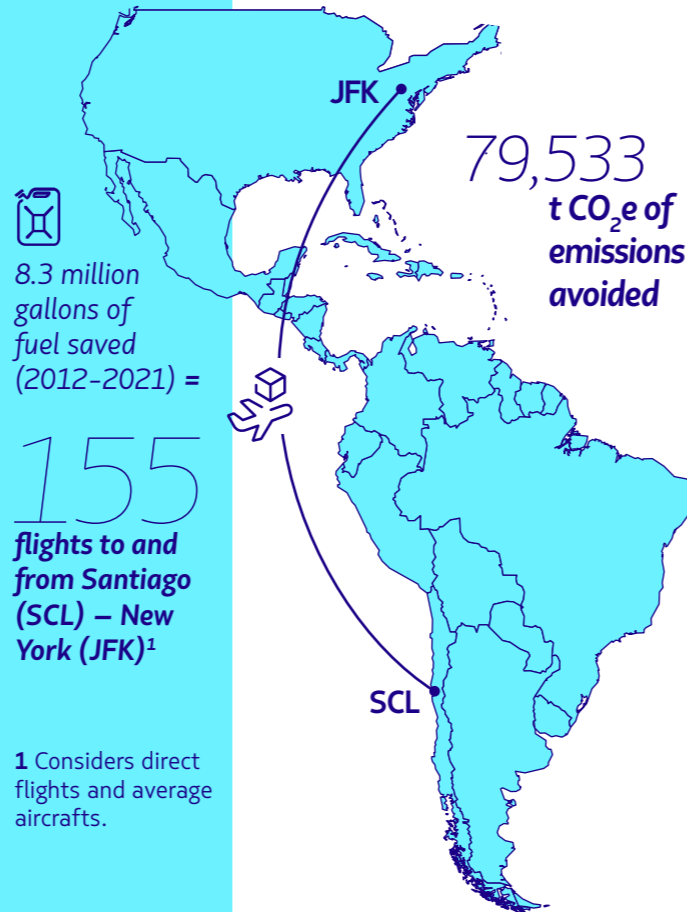 JFK
79,533
t CO₂e of
emissions
avoided
8.3 million
gallons of
fuel saved
(2012-2021) =
155
flights to and
from Santiago
(SCL) – New
York (JFK)¹
SCL
1 Considers direct
flights and average
aircrafts.